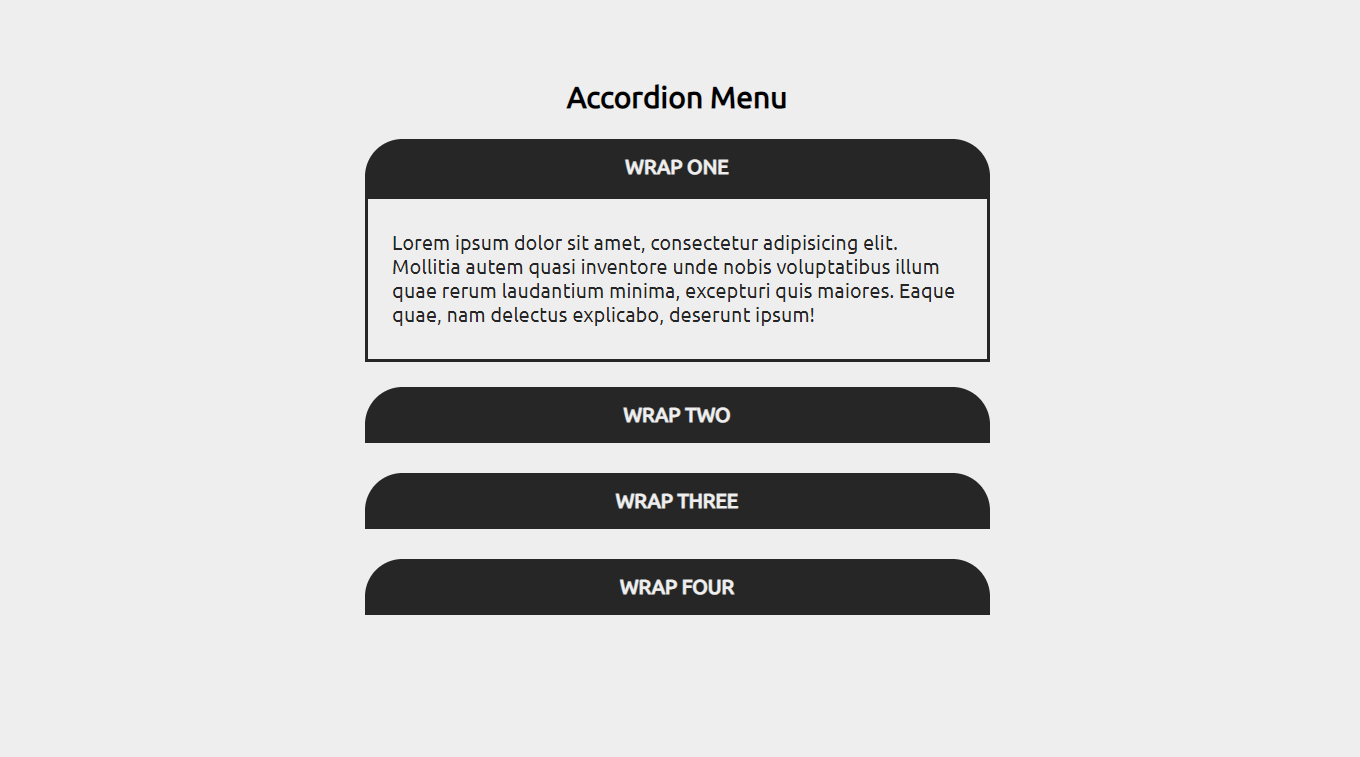 Accordion Menu
WRAP ONE
Lorem ipsum dolor sit amet, consectetur adipisicing elit.
Mollitia autem quasi inventore unde nobis voluptatibus illum
quae rerum laudantium minima, excepturi quis maiores. Eaque
quae, nam delectus explicabo, deserunt ipsum!
WRAP TWO
WRAP THREE
WRAP FOUR